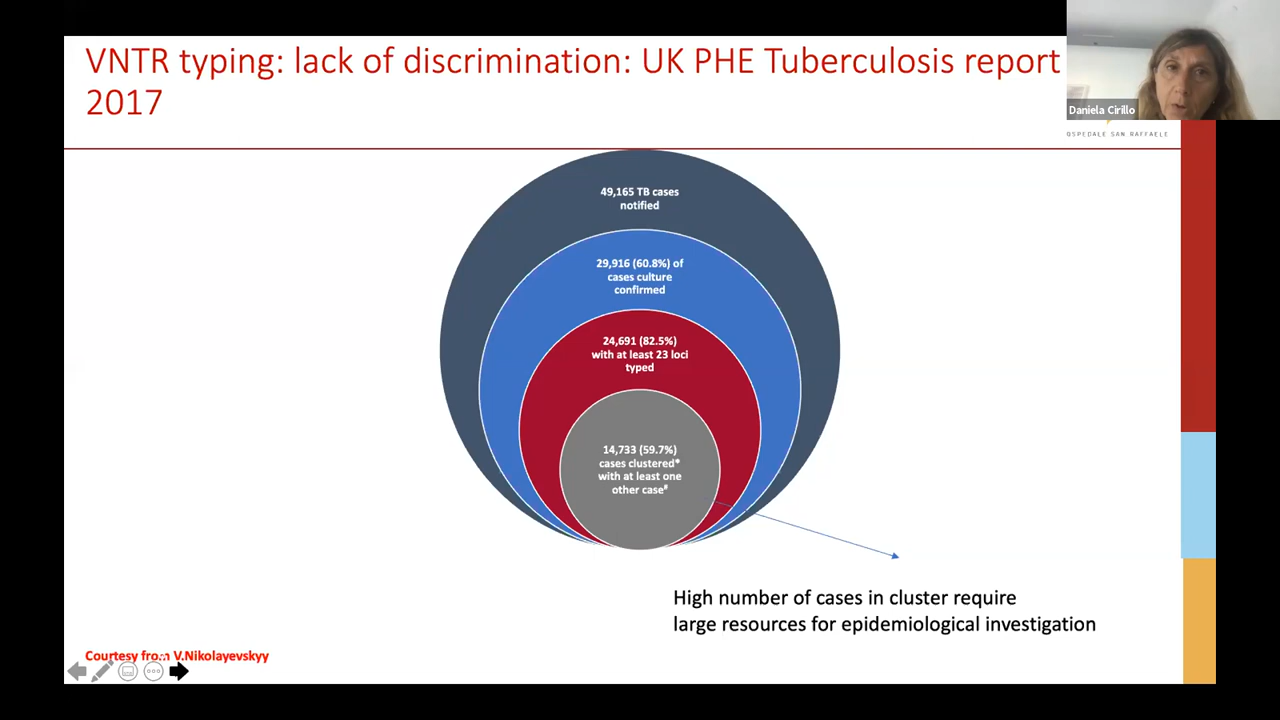 VNTR typing: lack of discrimination: UK PHE Tuberculosis report
2017
Daniela Cirillo
OSPEDALE SAN RAFFAELE
49,165 TB cases
notified
29,916 (60.8%) of
cases culture
confirmed
24,691 (82.5%)
with at least 23 loci
typed
14,733 (59.7%)
cases clustered*
with at least one
other case#
High number of cases in cluster require
large resources for epidemiological investigation
Courtesy from V.Nikolayevskyy